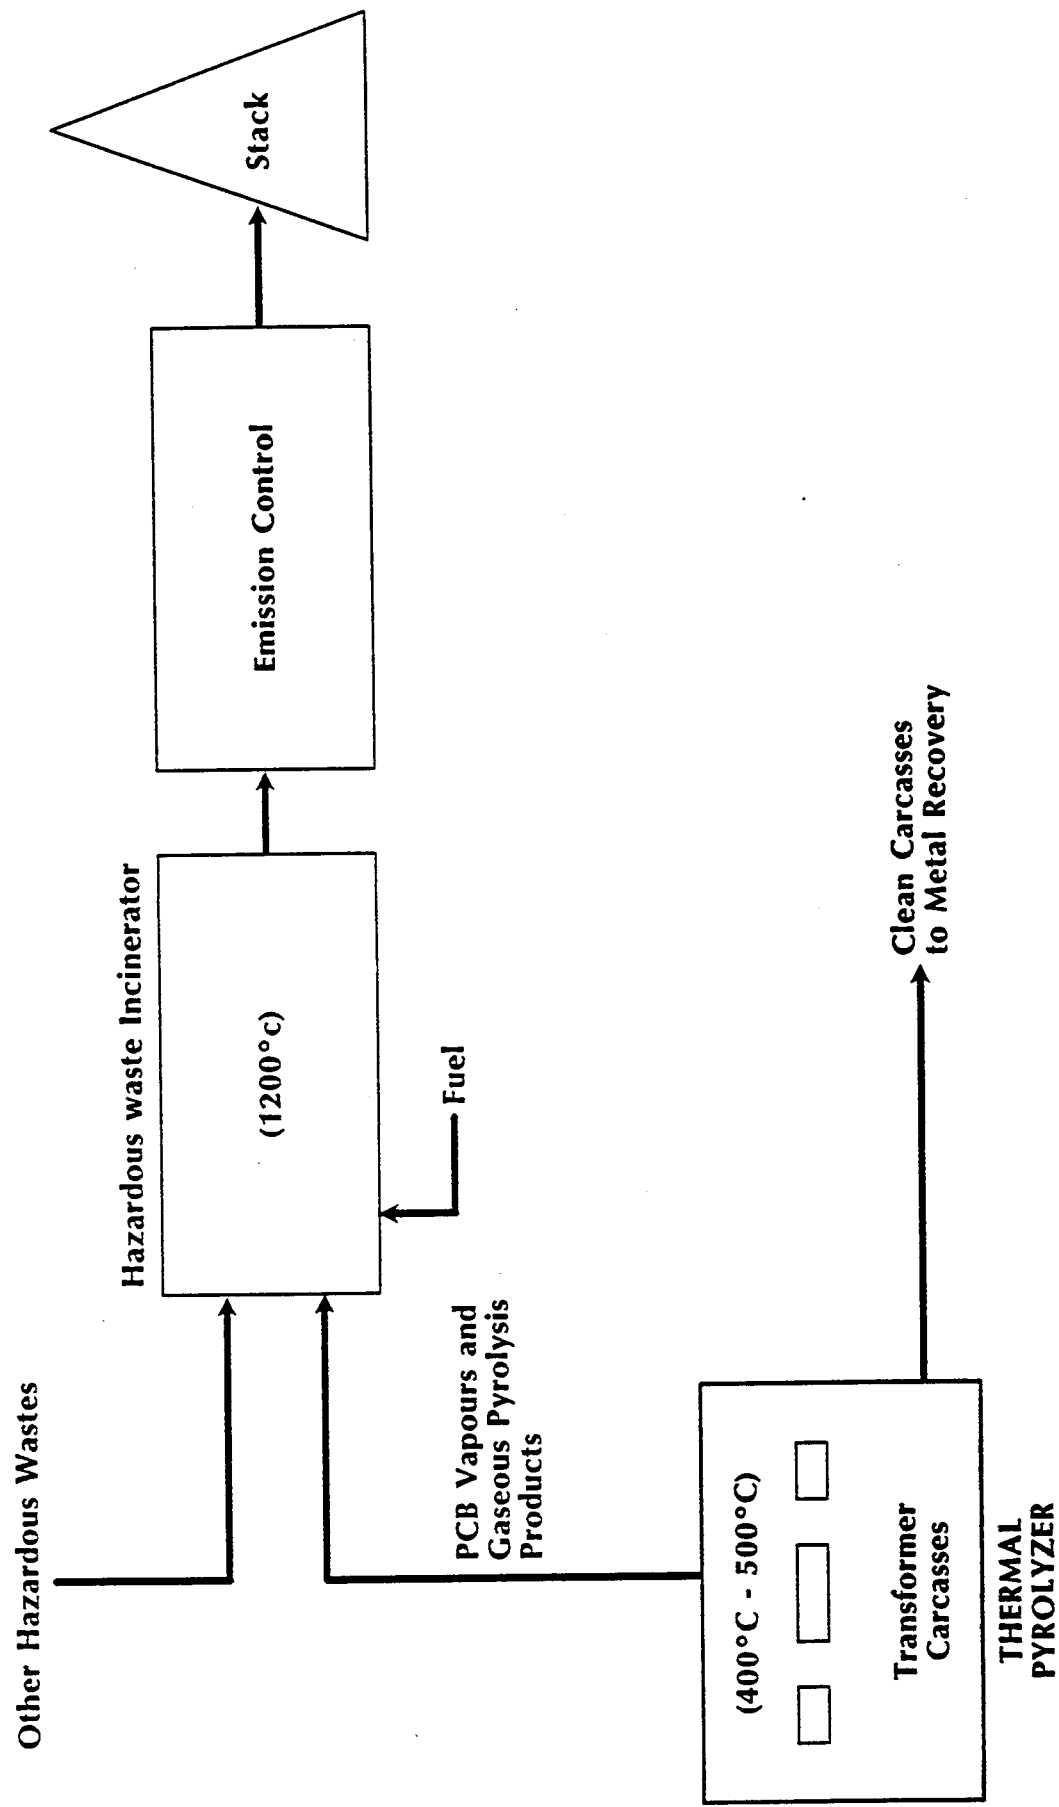 Other Hazardous Wastes
Hazardous waste Incinerator
(1200°c)
Emission Control
Stack
Fuel
PCB Vapours and
Gaseous Pyrolysis
Products
(400°C - 500°C)
Transformer
Carcasses
THERMAL
PYROLYZER
Clean Carcasses
to Metal Recovery